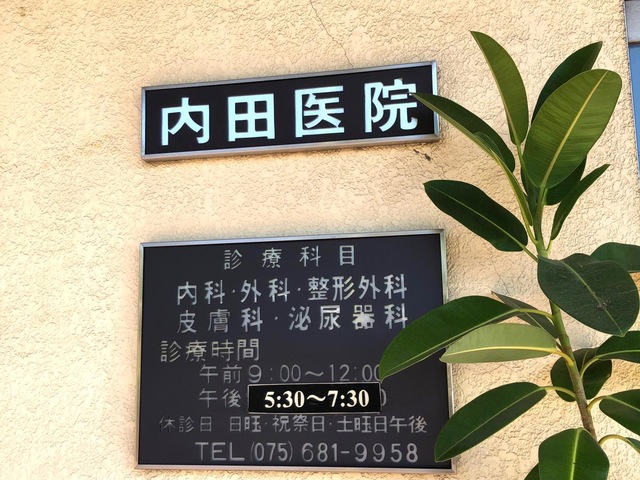 内田医院
診療科目
内科・外科・整形外科
皮膚科・泌尿器科
診療時間
午前9:00～12:00
午後 5:30～7:30
休診日 日曜・祝祭日・土曜日午後
TEL(075)681-9958